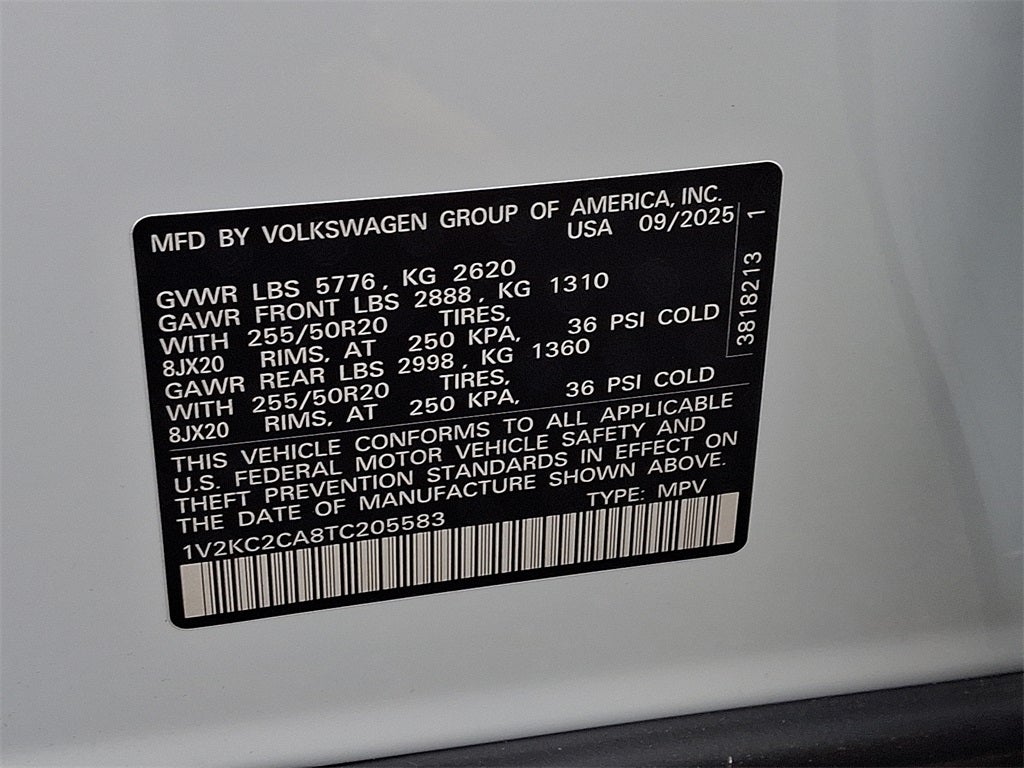 MFD BY VOLKSWAGEN GROUP OF AMERICA, INC.
USA 09/2025
GVWR LBS 5776, KG 2620
GAWR FRONT LBS 2888, KG 1310
WITH 255/50R20 TIRES,
8JX20 RIMS, AT 250 KPA, 36 PSI COLD
GAWR REAR LBS 2998, KG 1360
WITH 255/50R20 TIRES,
8JX20 RIMS, AT 250 KPA, 36 PSI COLD
THIS VEHICLE CONFORMS TO ALL APPLICABLE
U.S. FEDERAL MOTOR VEHICLE SAFETY AND
THEFT PREVENTION STANDARDS IN EFFECT ON
THE DATE OF MANUFACTURE SHOWN ABOVE.
1V2KC2CA8TC205583 TYPE: MPV
3818213 1